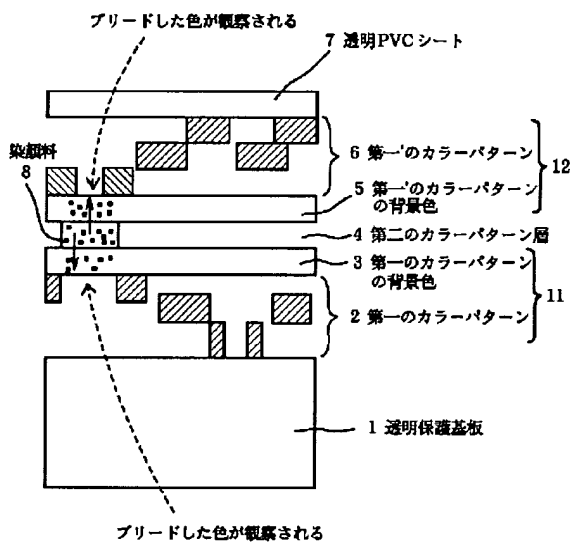 ブリードした色が観察される
7 透明PVCシート
染顔料
8
6 第一'のカラーパターン
12
5 第一'のカラーパターン
の背景色
4 第二のカラーパターン層
3 第一のカラーパターン
の背景色
11
2 第一のカラーパターン
1 透明保護基板
ブリードした色が観察される